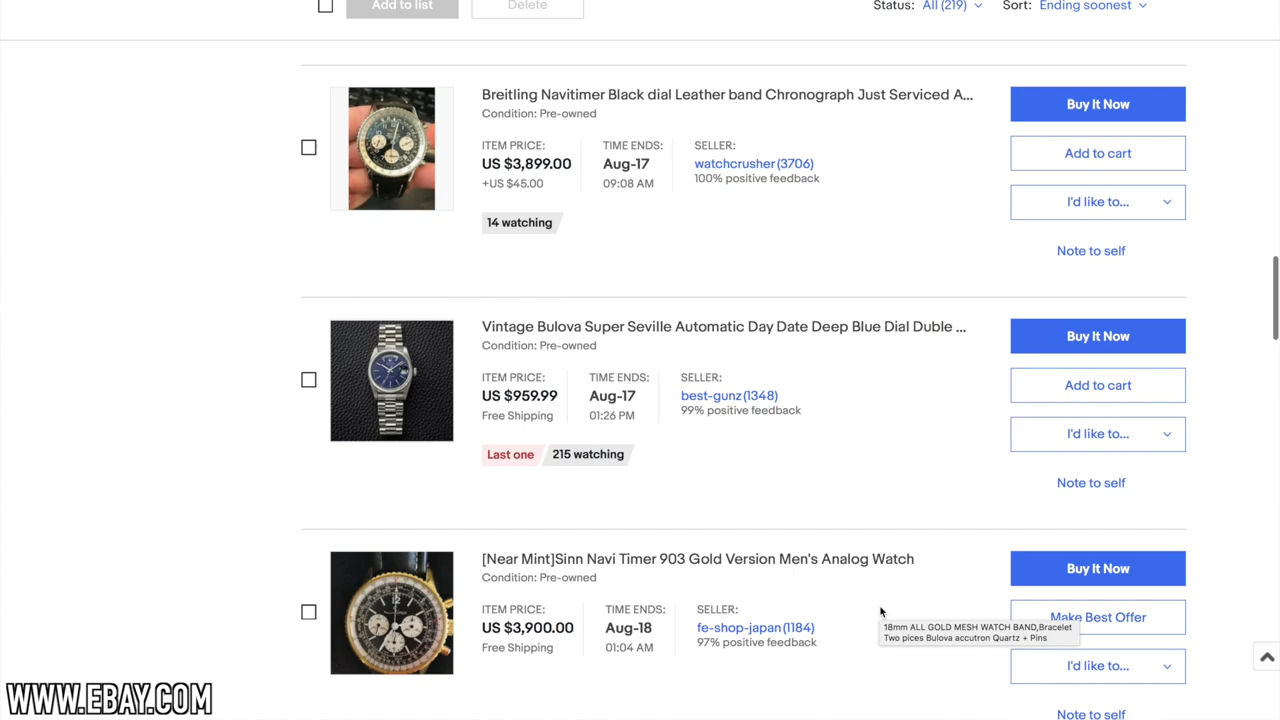 Add to list
Delete
Status: All (219)
Sort: Ending soonest
Breitling Navitimer Black dial Leather band Chronograph Just Serviced A...
Condition: Pre-owned
ITEM PRICE:
US $3,899.00
+US $45.00
TIME ENDS:
Aug-17
09:08 AM
SELLER:
watchcrusher(3706)
100% positive feedback
14 watching
Buy It Now
Add to cart
I'd like to...
Note to self
Vintage Bulova Super Seville Automatic Day Date Deep Blue Dial Duble ...
Condition: Pre-owned
ITEM PRICE:
US $959.99
Free Shipping
TIME ENDS:
Aug-17
01:26 PM
SELLER:
best-gunz(1348)
99% positive feedback
Last one
215 watching
Buy It Now
Add to cart
I'd like to...
Note to self
[Near Mint]Sinn Navi Timer 903 Gold Version Men's Analog Watch
Condition: Pre-owned
ITEM PRICE:
US $3,900.00
Free Shipping
TIME ENDS:
Aug-18
01:04 AM
SELLER:
fe-shop-japan(1184)
97% positive feedback
18mm ALL GOLD MESH WATCH BAND,Bracelet
Two pices Bulova accutron Quartz + Pins
Buy It Now
Make Best Offer
I'd like to...
Note to self
WWW.EBAY.COM